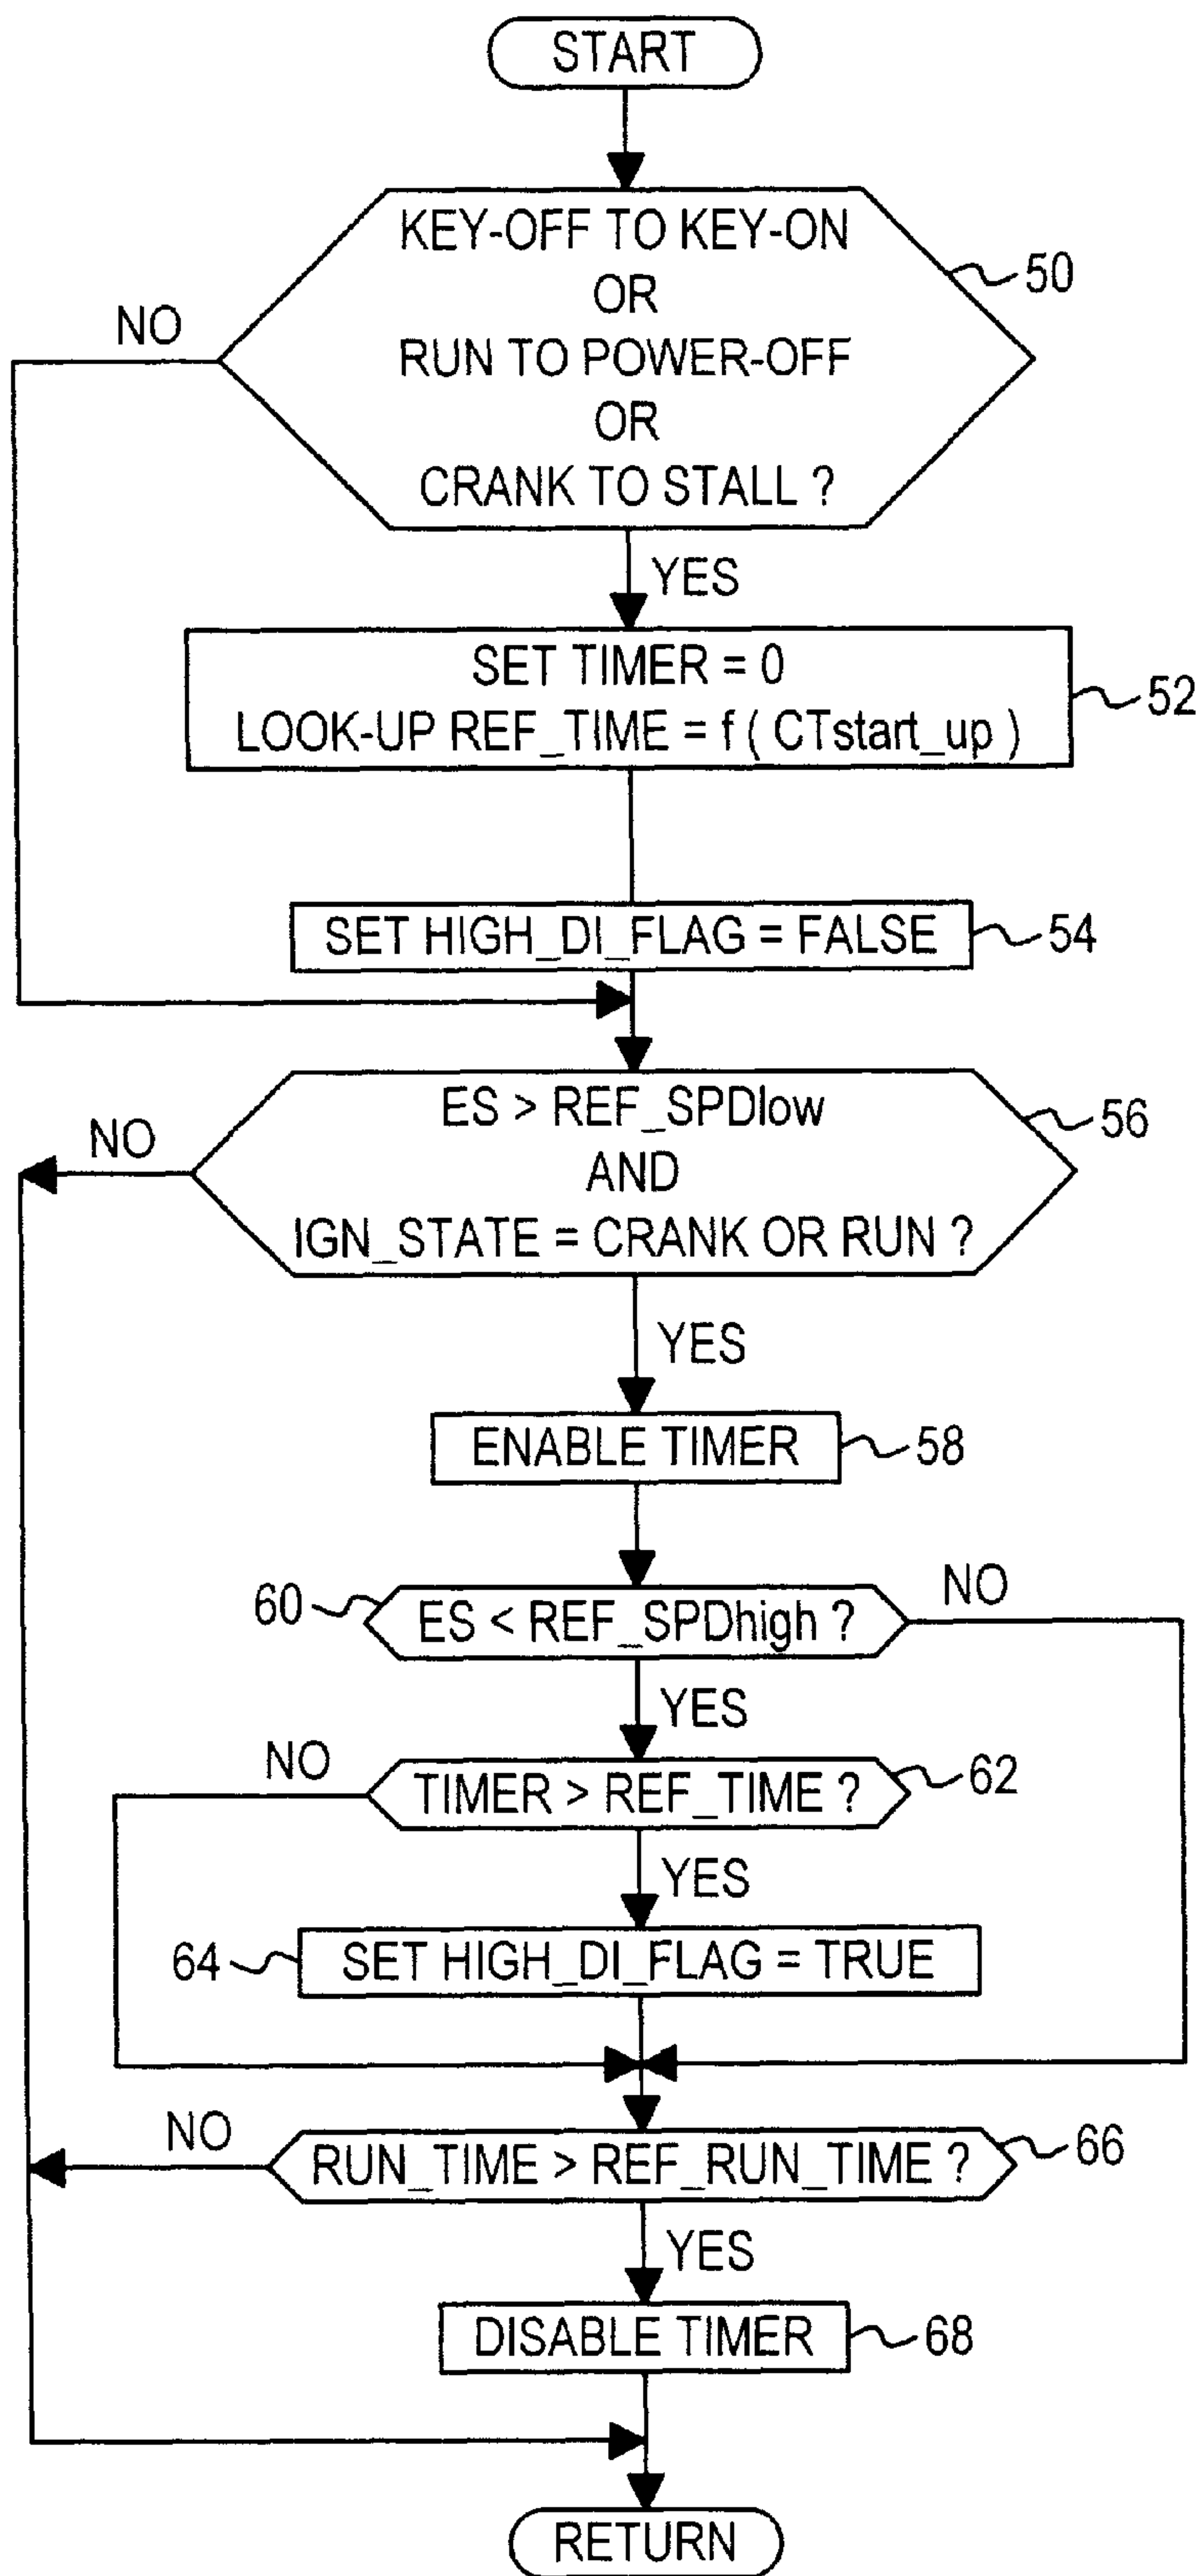 START
KEY-OFF TO KEY-ON
OR
RUN TO POWER-OFF
OR
CRANK TO STALL ?
50
NO
YES
SET TIMER = 0
LOOK-UP REF_TIME = f ( CTstart_up )
52
SET HIGH_DI_FLAG = FALSE
54
ES > REF_SPDlow
AND
IGN_STATE = CRANK OR RUN ?
56
NO
YES
ENABLE TIMER
58
60
ES < REF_SPDhigh ?
NO
YES
NO
TIMER > REF_TIME ?
62
YES
64
SET HIGH_DI_FLAG = TRUE
NO
RUN_TIME > REF_RUN_TIME ?
66
YES
DISABLE TIMER
68
RETURN